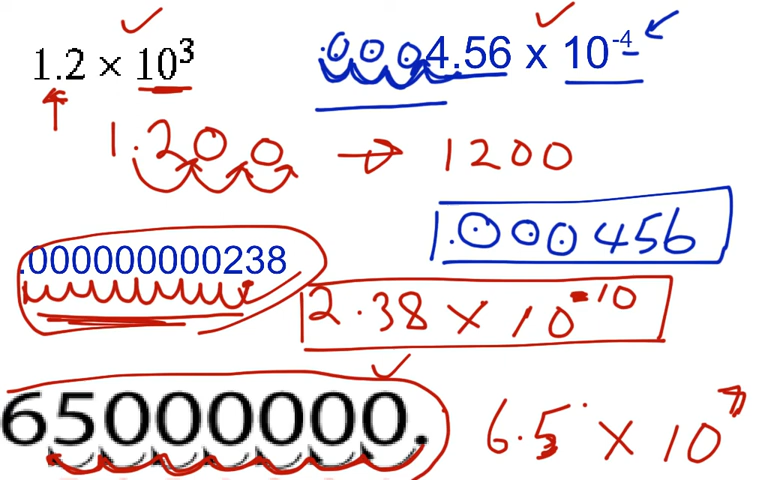 1.2 × 10³
.0004.56 x 10⁻⁴
1.200 → 1200
.000456
.000000000238
2.38 × 10⁻¹⁰
65000000.
6.5 × 10⁷